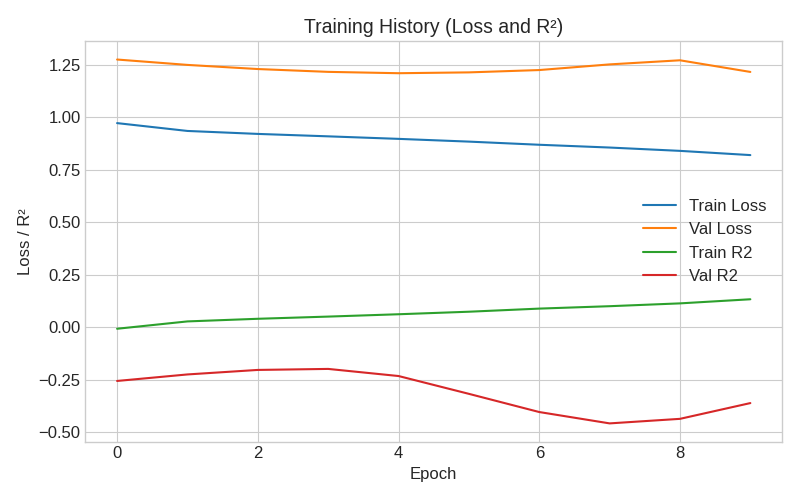 Training History (Loss and R²)
Loss / R²
1.25
1.00
0.75
0.50
0.25
0.00
−0.25
−0.50
Train Loss
Val Loss
Train R2
Val R2
0 2 4 6 8
Epoch